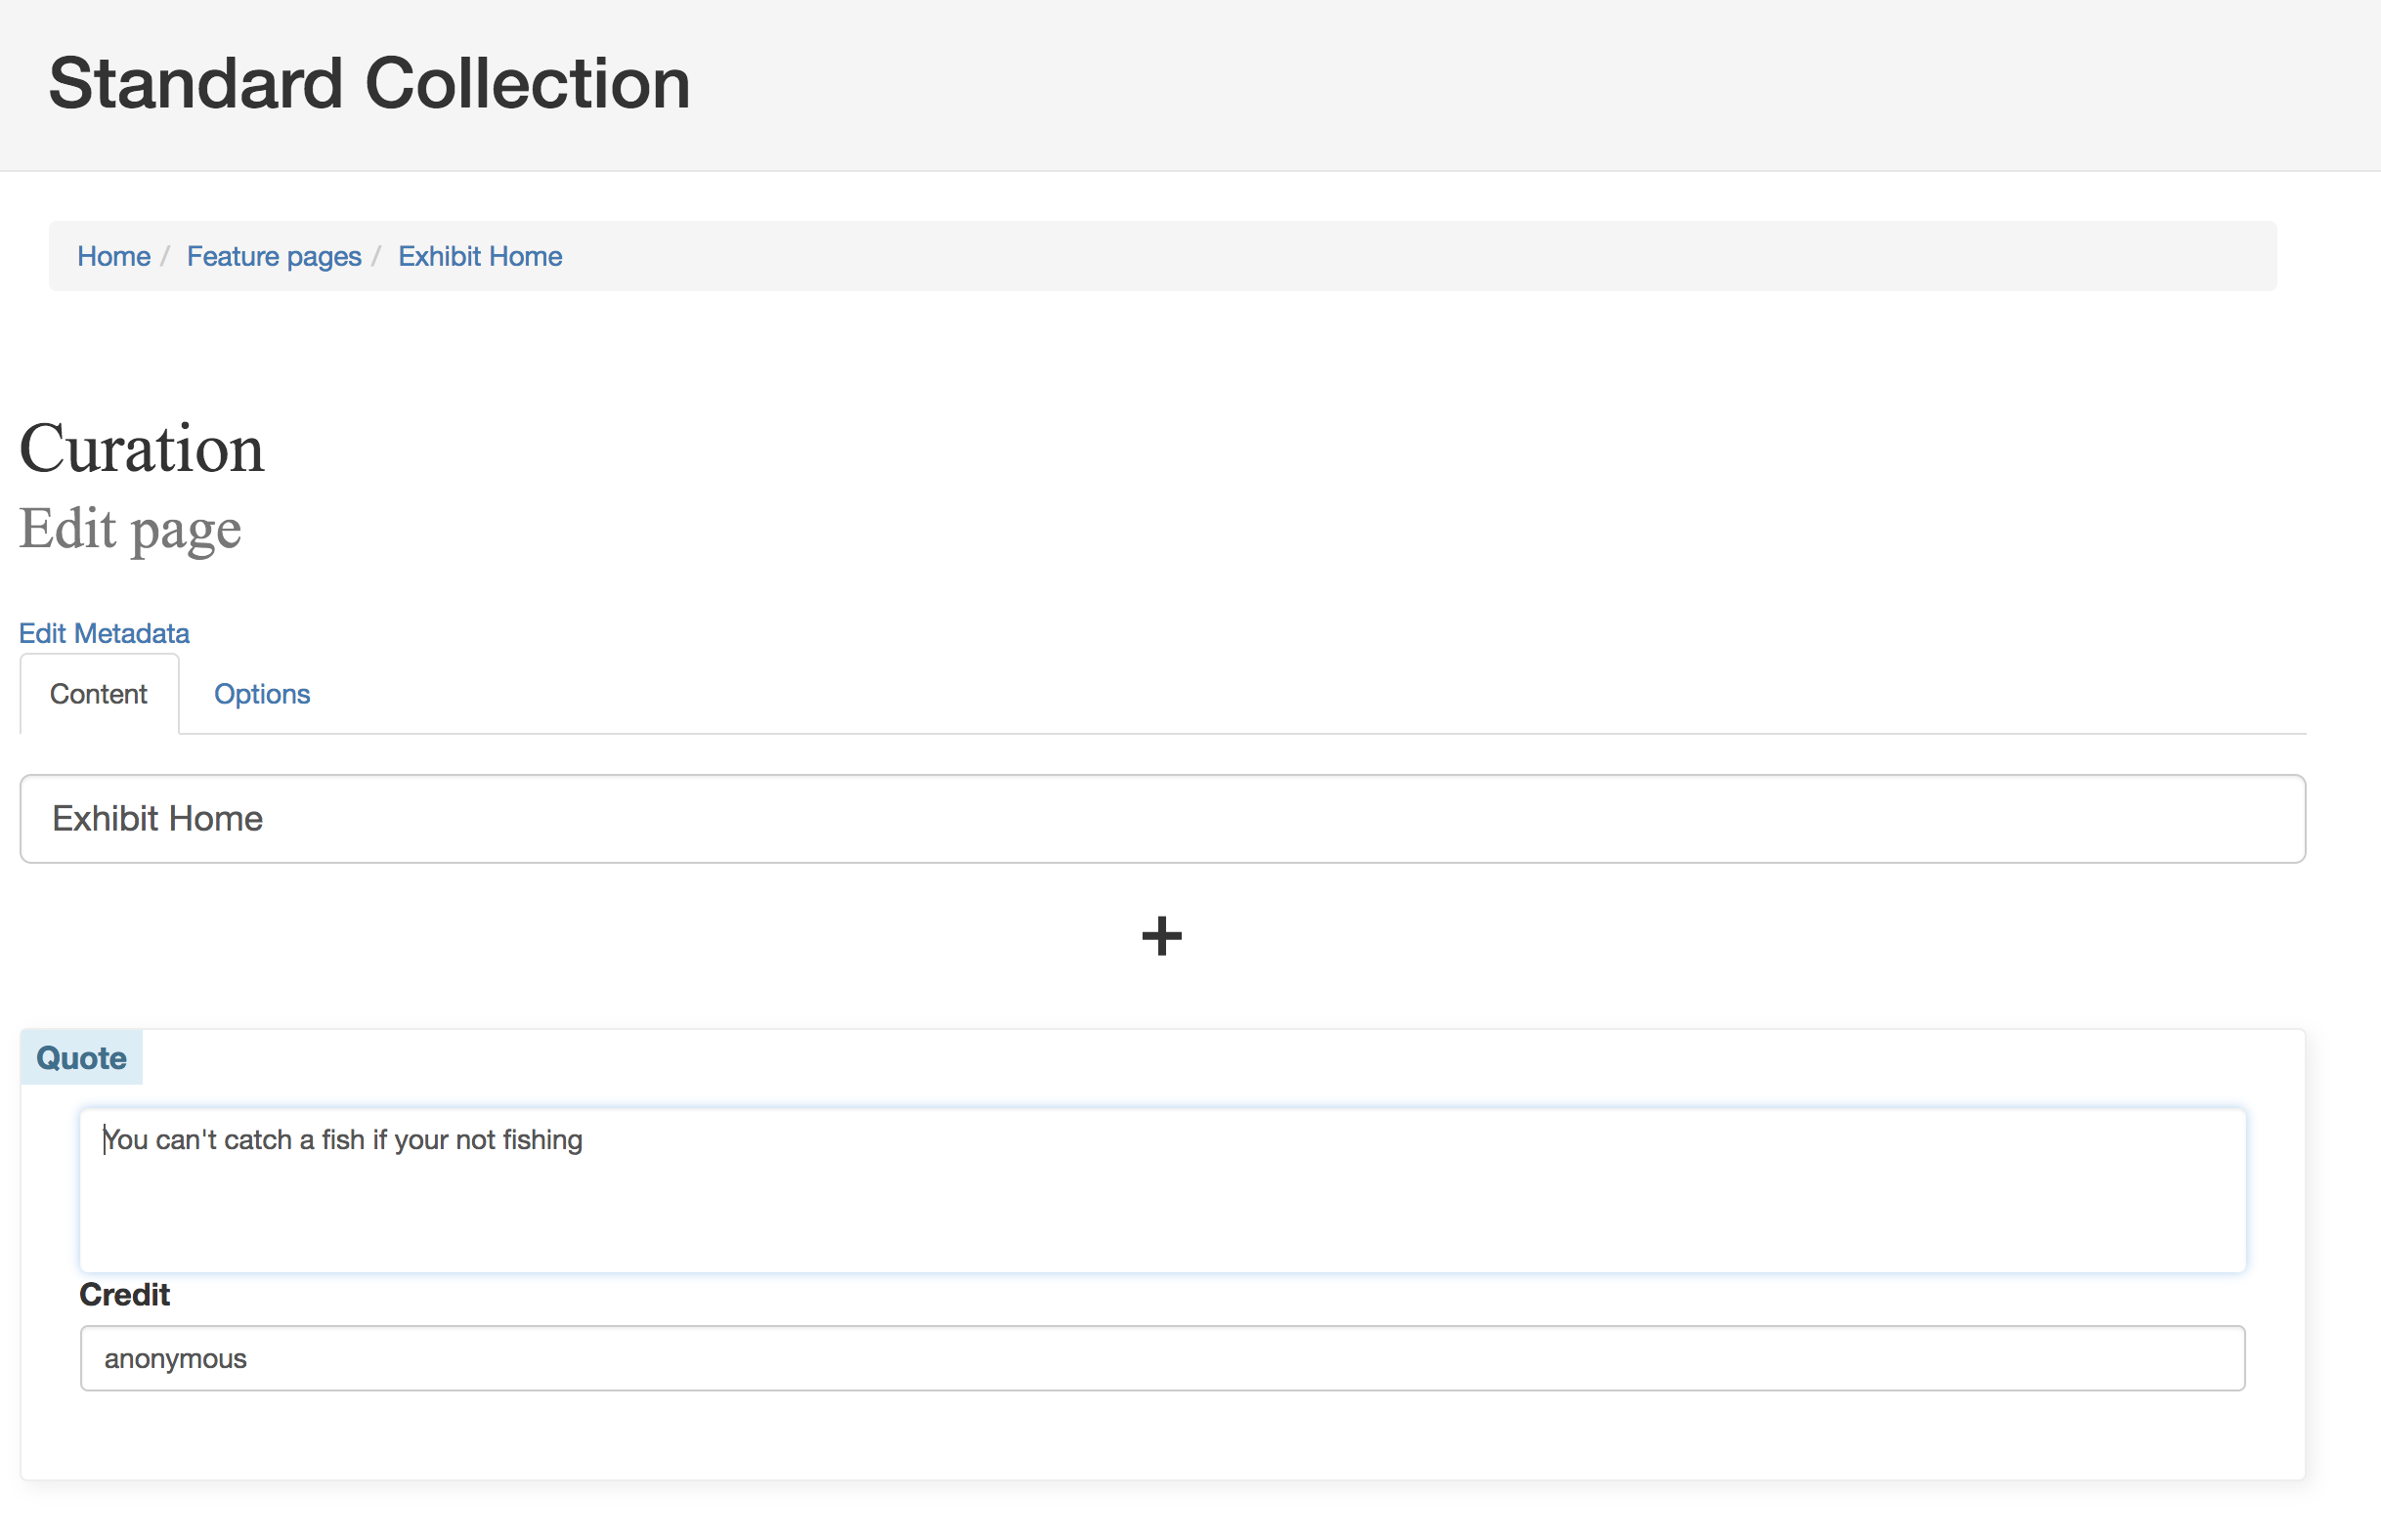 Standard Collection
Home / Feature pages / Exhibit Home
Curation
Edit page
Edit Metadata
Content Options
Exhibit Home
+
Quote
You can't catch a fish if your not fishing
Credit
anonymous